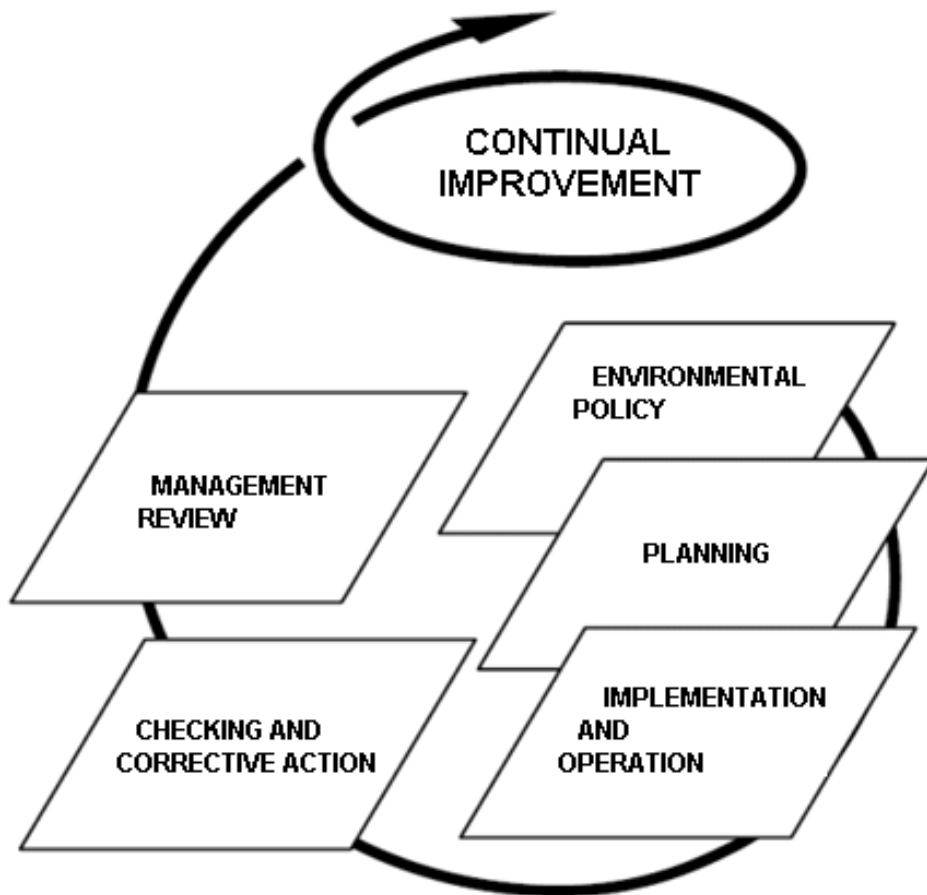 CONTINUAL
IMPROVEMENT
ENVIRONMENTAL
POLICY
MANAGEMENT
REVIEW
PLANNING
IMPLEMENTATION
AND
OPERATION
CHECKING AND
CORRECTIVE ACTION